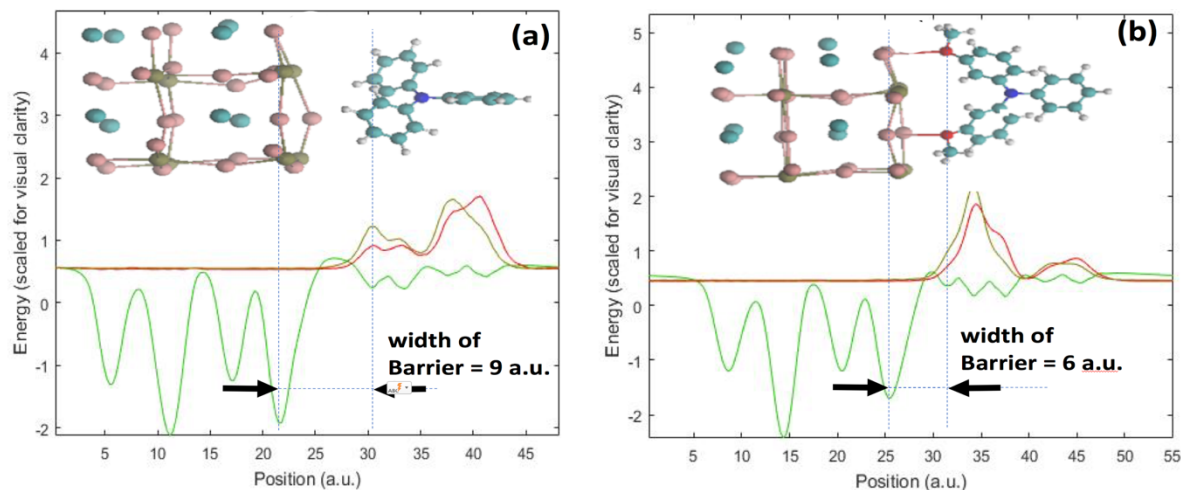 (a)
4
3
2
1
0
-1
-2
Energy (scaled for visual clarity)
width of
Barrier = 9 a.u.
5 10 15 20 25 30 35 40 45
Position (a.u.)
(b)
5
4
3
2
1
0
-1
-2
Energy (scaled for visual clarity)
width of
Barrier = 6 a.u.
5 10 15 20 25 30 35 40 45 50 55
Position (a.u.)